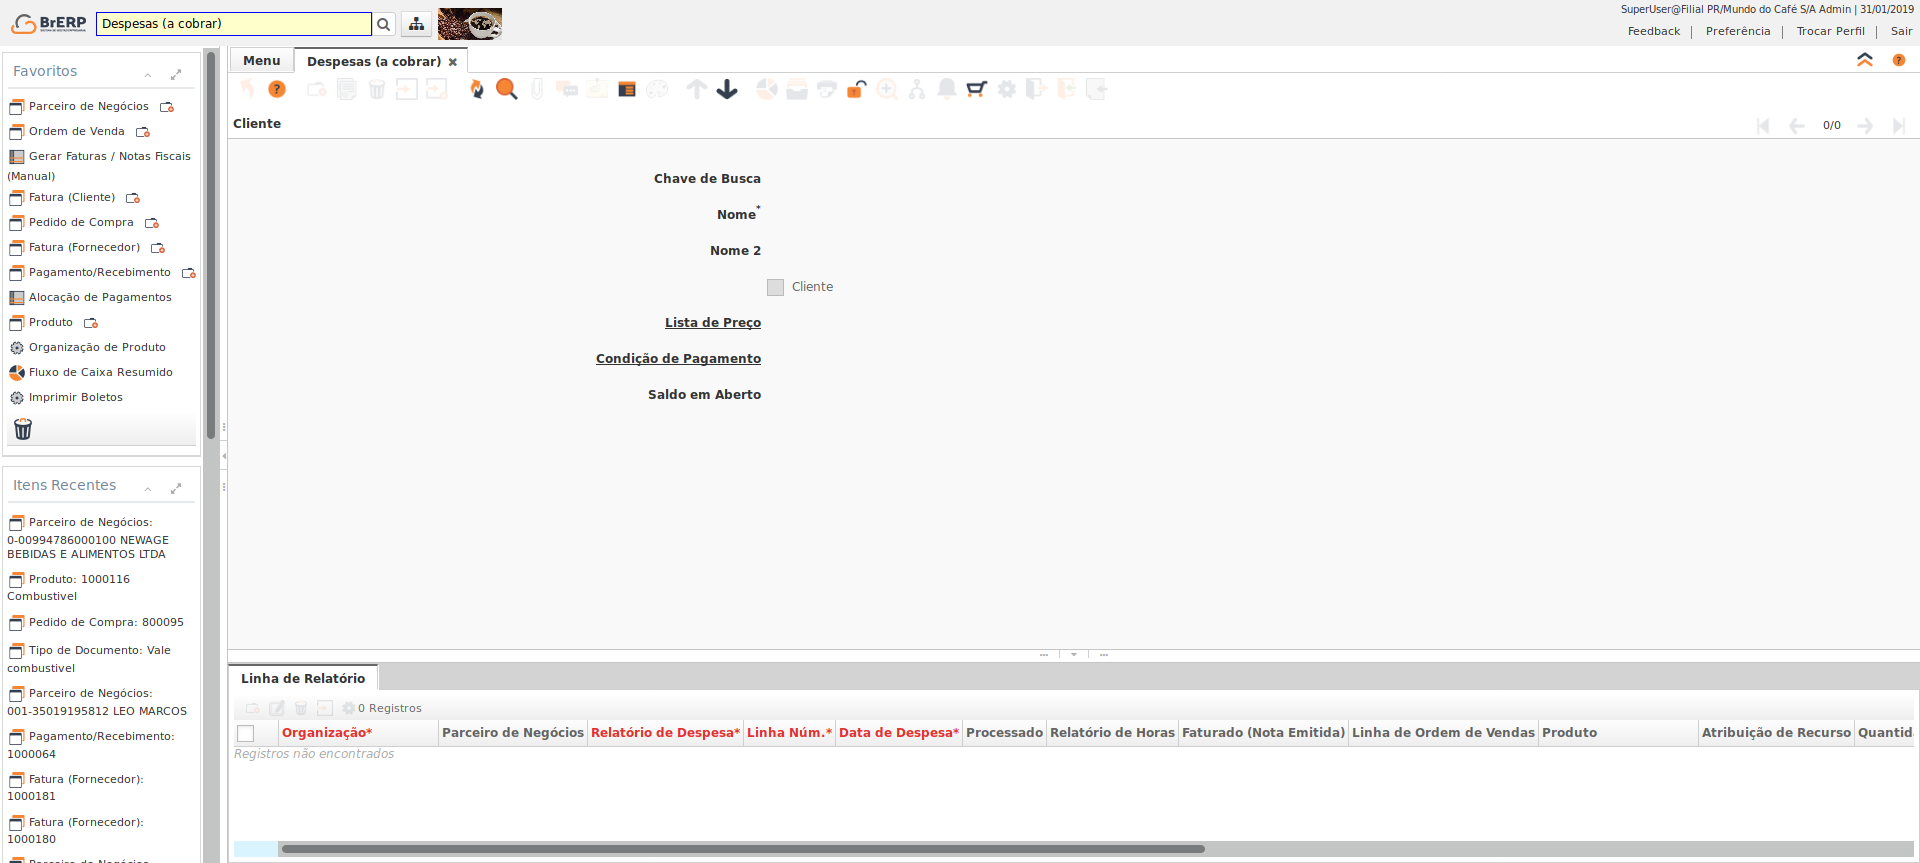 BrERP
Despesas (a cobrar)
SuperUser@Filial PR/Mundo do Café S/A Admin | 31/01/2019
Feedback | Preferência | Trocar Perfil | Sair
Menu
Despesas (a cobrar)
Cliente
0/0
Favoritos
Parceiro de Negócios
Ordem de Venda
Gerar Faturas / Notas Fiscais
(Manual)
Fatura (Cliente)
Pedido de Compra
Fatura (Fornecedor)
Pagamento/Recebimento
Alocação de Pagamentos
Produto
Organização de Produto
Fluxo de Caixa Resumido
Imprimir Boletos
Itens Recentes
Parceiro de Negócios:
0-00994786000100 NEWAGE
BEBIDAS E ALIMENTOS LTDA
Produto: 1000116
Combustivel
Pedido de Compra: 800095
Tipo de Documento: Vale
combustivel
Parceiro de Negócios:
001-35019195812 LEO MARCOS
Pagamento/Recebimento:
1000064
Fatura (Fornecedor):
1000181
Fatura (Fornecedor):
1000180
Chave de Busca
Nome*
Nome 2
Cliente
Lista de Preço
Condição de Pagamento
Saldo em Aberto
Linha de Relatório
0 Registros
Organização* Parceiro de Negócios Relatório de Despesa* Linha Núm.* Data de Despesa* Processado Relatório de Horas Faturado (Nota Emitida) Linha de Ordem de Vendas Produto Atribuição de Recurso Quantid
Registros não encontrados